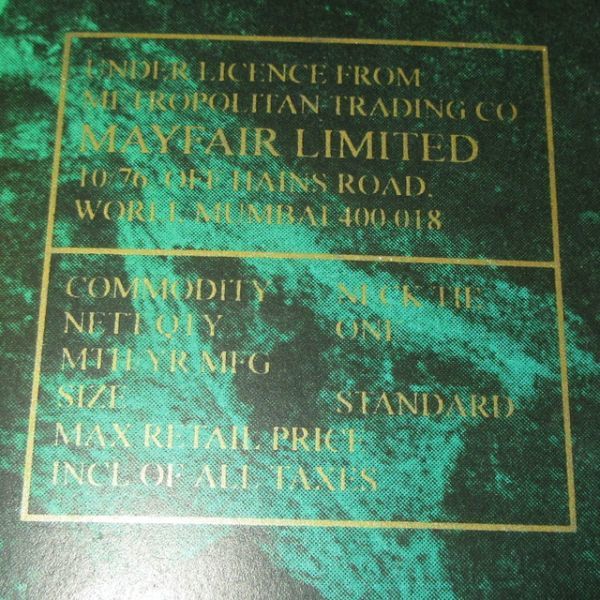 UNDER LICENCE FROM
METROPOLITAN TRADING CO
MAYFAIR LIMITED
10/76, OFF HAINS ROAD,
WORLI, MUMBAI 400 018
COMMODITY NECK TIE
NETT QTY ONE
MTH YR MFG
SIZE STANDARD
MAX RETAIL PRICE
INCL OF ALL TAXES